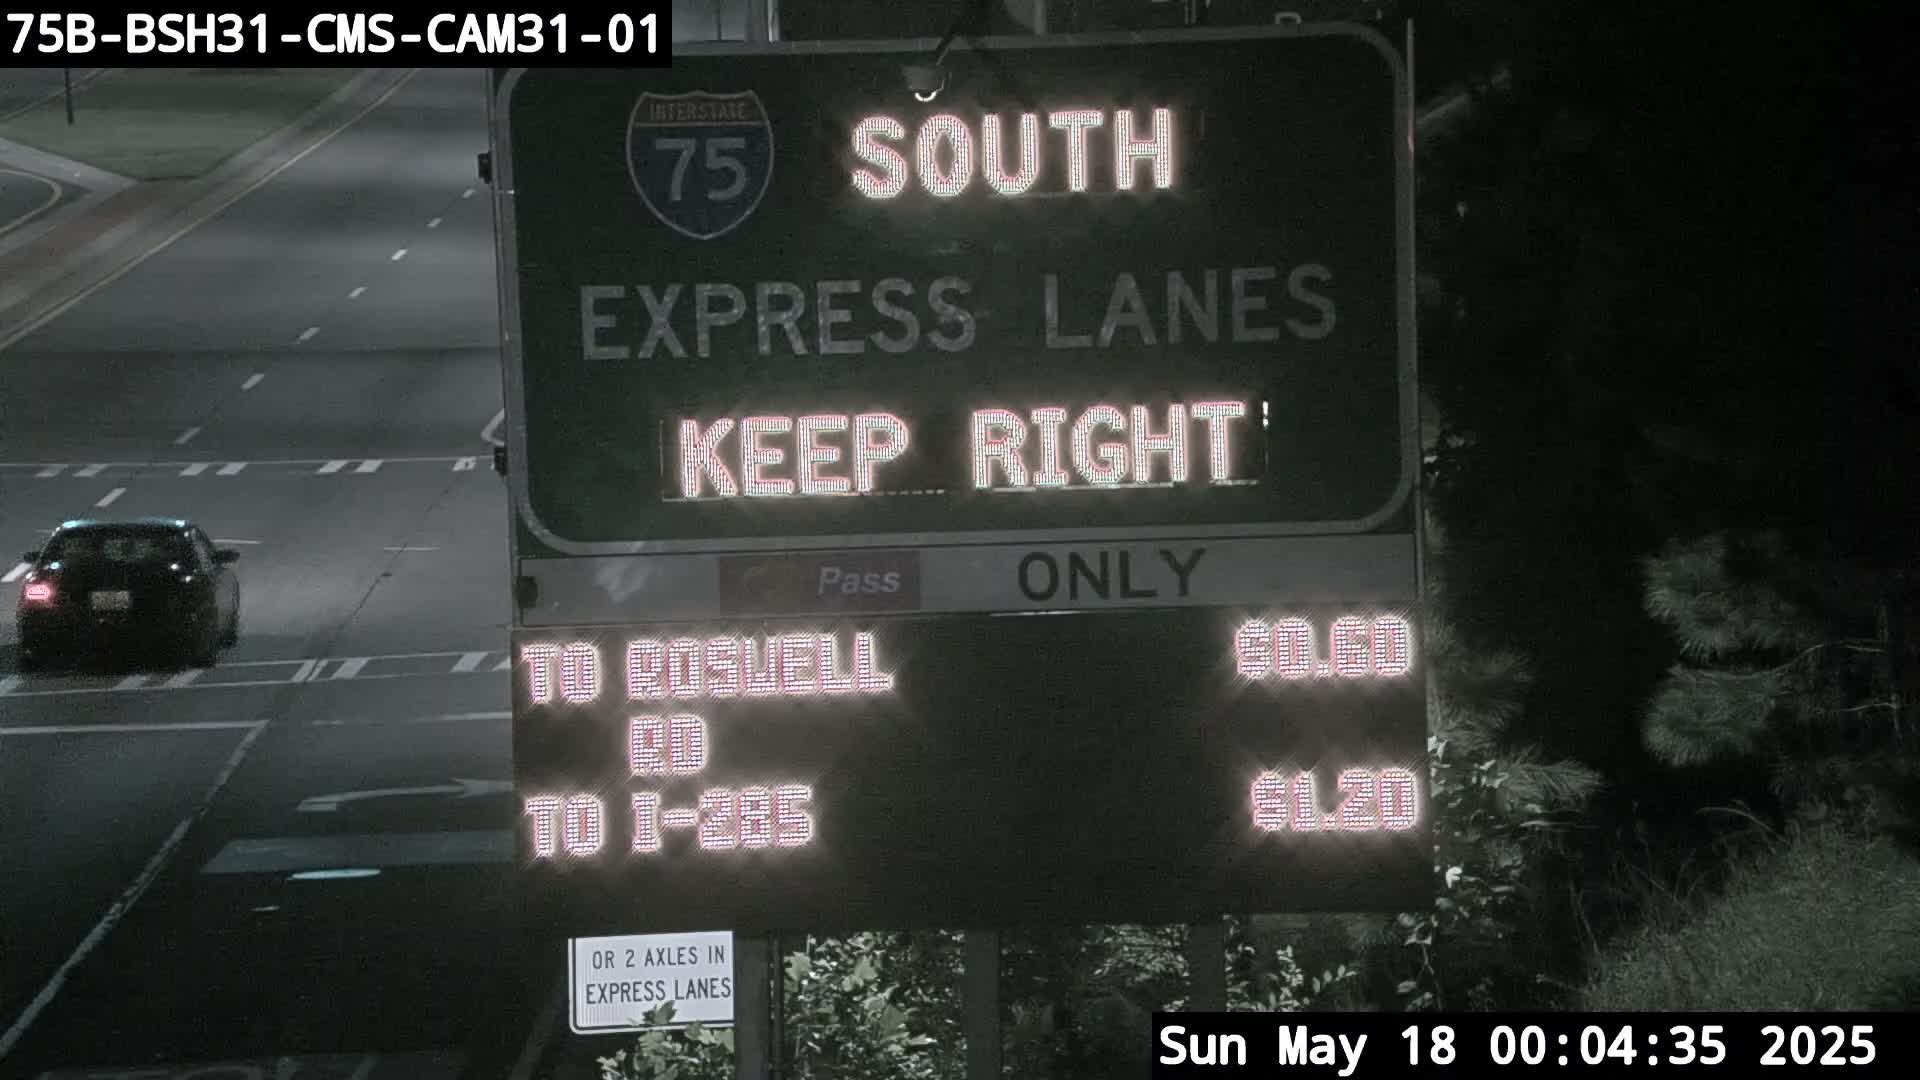 75B-BSH31-CMS-CAM31-01
INTERSTATE
75
SOUTH
EXPRESS LANES
KEEP RIGHT
Pass ONLY
TO ROSWELL $0.60
RD
TO I-285 $1.20
OR 2 AXLES IN
EXPRESS LANES
Sun May 18 00:04:35 2025